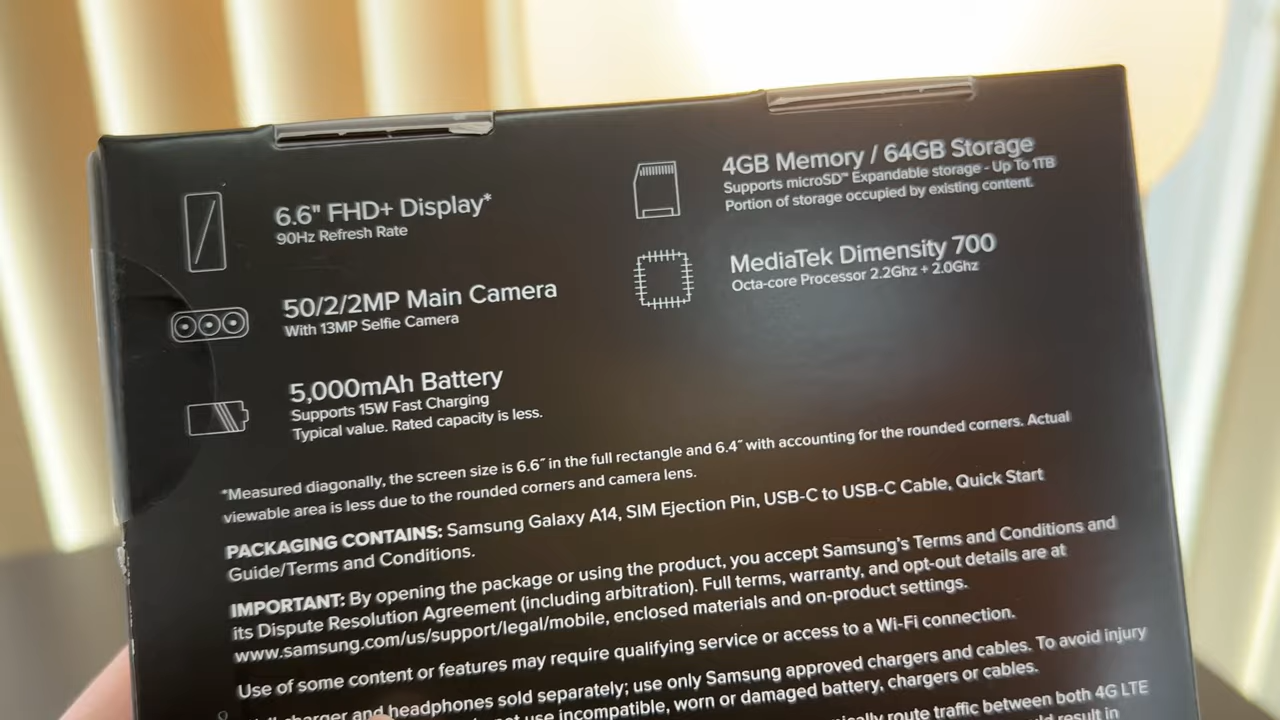 6.6" FHD+ Display*
90Hz Refresh Rate
50/2/2MP Main Camera
With 13MP Selfie Camera
5,000mAh Battery
Supports 15W Fast Charging
Typical value. Rated capacity is less.
4GB Memory / 64GB Storage
Supports microSD™ Expandable storage - Up To 1TB
Portion of storage occupied by existing content.
MediaTek Dimensity 700
Octa-core Processor 2.2Ghz + 2.0Ghz
*Measured diagonally, the screen size is 6.6˝ in the full rectangle and 6.4˝ with accounting for the rounded corners. Actual
viewable area is less due to the rounded corners and camera lens.
PACKAGING CONTAINS: Samsung Galaxy A14, SIM Ejection Pin, USB-C to USB-C Cable, Quick Start
Guide/Terms and Conditions.
IMPORTANT: By opening the package or using the product, you accept Samsung's Terms and Conditions and
its Dispute Resolution Agreement (including arbitration). Full terms, warranty, and opt-out details are at
www.samsung.com/us/support/legal/mobile, enclosed materials and on-product settings.
Use of some content or features may require qualifying service or access to a Wi-Fi connection.
charger and headphones sold separately; use only Samsung approved chargers and cables. To avoid injury
not use incompatible, worn or damaged battery, chargers or cables.
route traffic between both 4G LTE
result in